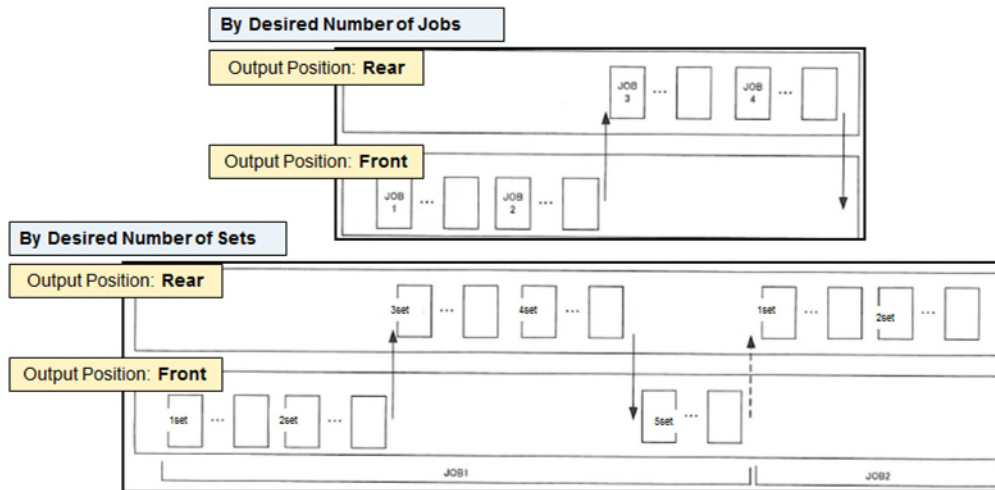 By Desired Number of Jobs
Output Position: Rear
JOB 3 ... JOB 4 ...
Output Position: Front
JOB 1 ... JOB 2 ...
By Desired Number of Sets
Output Position: Rear
3set ... 4set ... 1set ... 2set ...
Output Position: Front
1set ... 2set ... 5set ...
JOB1 JOB2